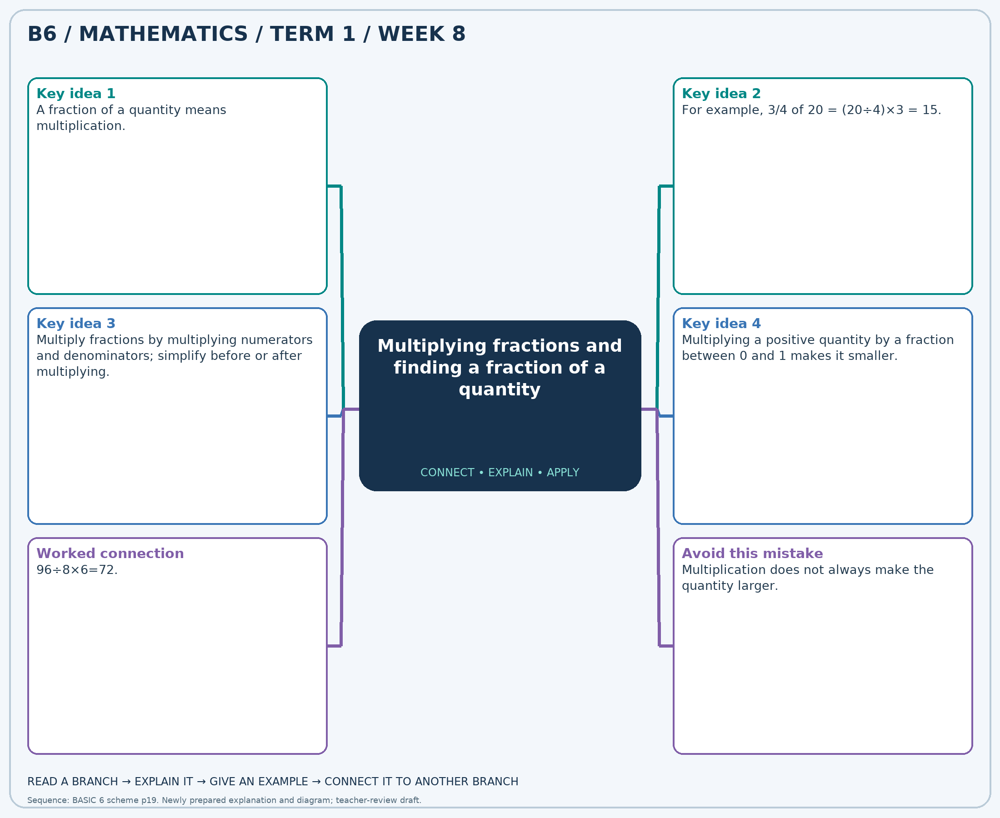 B6 / MATHEMATICS / TERM 1 / WEEK 8
Key idea 1
A fraction of a quantity means
multiplication.
Key idea 2
For example, 3/4 of 20 = (20÷4)×3 = 15.
Key idea 3
Multiply fractions by multiplying numerators
and denominators; simplify before or after
multiplying.
Multiplying fractions and
finding a fraction of a
quantity
CONNECT • EXPLAIN • APPLY
Key idea 4
Multiplying a positive quantity by a fraction
between 0 and 1 makes it smaller.
Worked connection
96÷8×6=72.
Avoid this mistake
Multiplication does not always make the
quantity larger.
READ A BRANCH → EXPLAIN IT → GIVE AN EXAMPLE → CONNECT IT TO ANOTHER BRANCH
Sequence: BASIC 6 scheme p19. Newly prepared explanation and diagram; teacher-review draft.